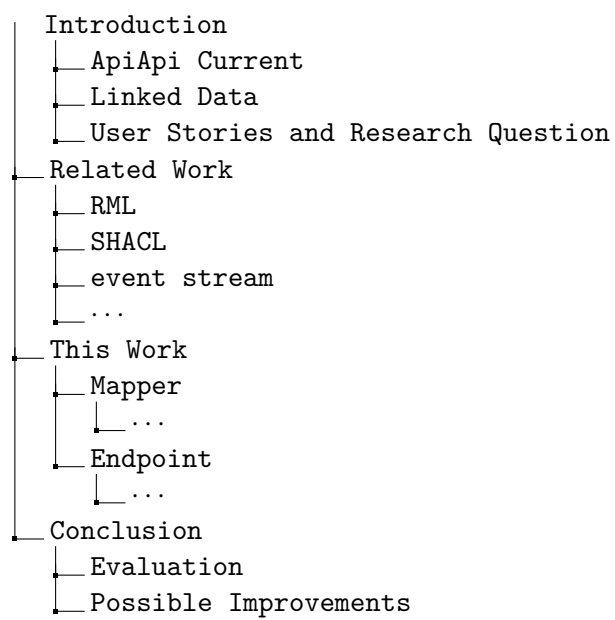 Introduction
ApiApi Current
Linked Data
User Stories and Research Question
Related Work
RML
SHACL
event stream
...
This Work
Mapper
...
Endpoint
...
Conclusion
Evaluation
Possible Improvements